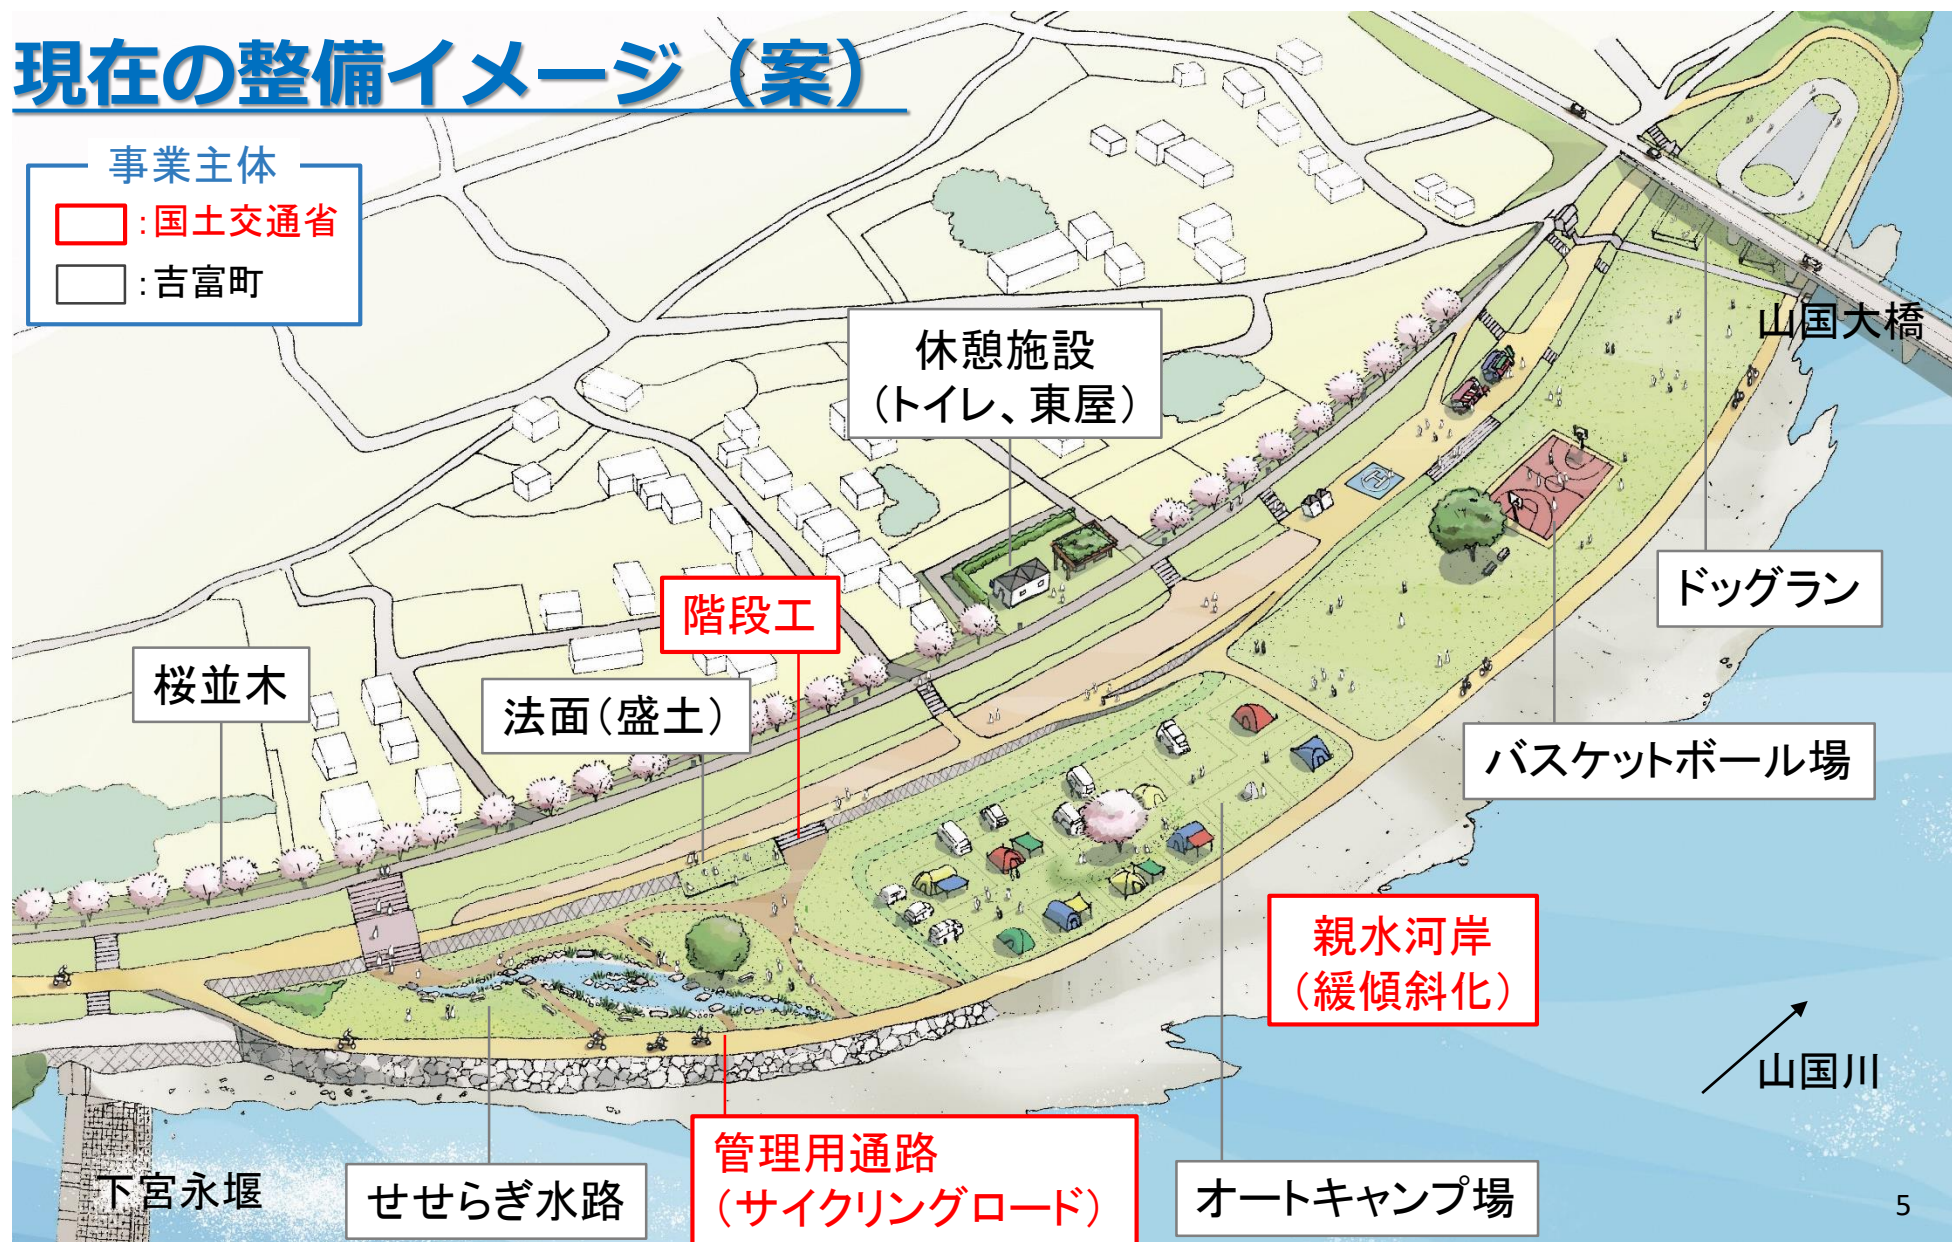 現在の整備イメージ（案）
事業主体
：国土交通省
：吉富町
休憩施設
（トイレ、東屋）
山国大橋
ドッグラン
階段工
桜並木
法面（盛土）
バスケットボール場
H
親水河岸
（緩傾斜化）
山国川
下宮永堰
せせらぎ水路
管理用通路
（サイクリングロード）
オートキャンプ場
5